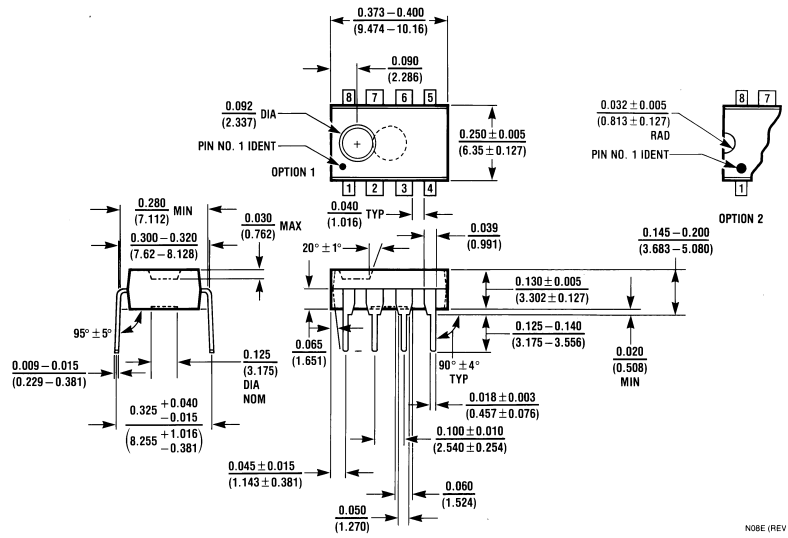 0.373 – 0.400
(9.474 – 10.16)
0.090
(2.286)
8 7 6 5
0.092 DIA
(2.337)
PIN NO. 1 IDENT
OPTION 1
+
1 2 3 4
0.250 ± 0.005
(6.35 ± 0.127)
0.032 ± 0.005
(0.813 ± 0.127)
RAD
PIN NO. 1 IDENT
8 7
1
OPTION 2
0.280 MIN
(7.112)
0.300 – 0.320
(7.62 – 8.128)
0.030 MAX
(0.762)
0.040 TYP
(1.016)
20° ± 1°
0.039
(0.991)
0.145 – 0.200
(3.683 – 5.080)
0.130 ± 0.005
(3.302 ± 0.127)
0.125 – 0.140
(3.175 – 3.556)
0.020
(0.508)
MIN
95° ± 5°
0.009 – 0.015
(0.229 – 0.381)
0.125
(3.175)
DIA
NOM
0.065
(1.651)
90° ± 4°
TYP
0.018 ± 0.003
(0.457 ± 0.076)
0.325 +0.040 −0.015
(8.255 +1.016 −0.381)
0.100 ± 0.010
(2.540 ± 0.254)
0.045 ± 0.015
(1.143 ± 0.381)
0.060
(1.524)
0.050
(1.270)
N08E (REV